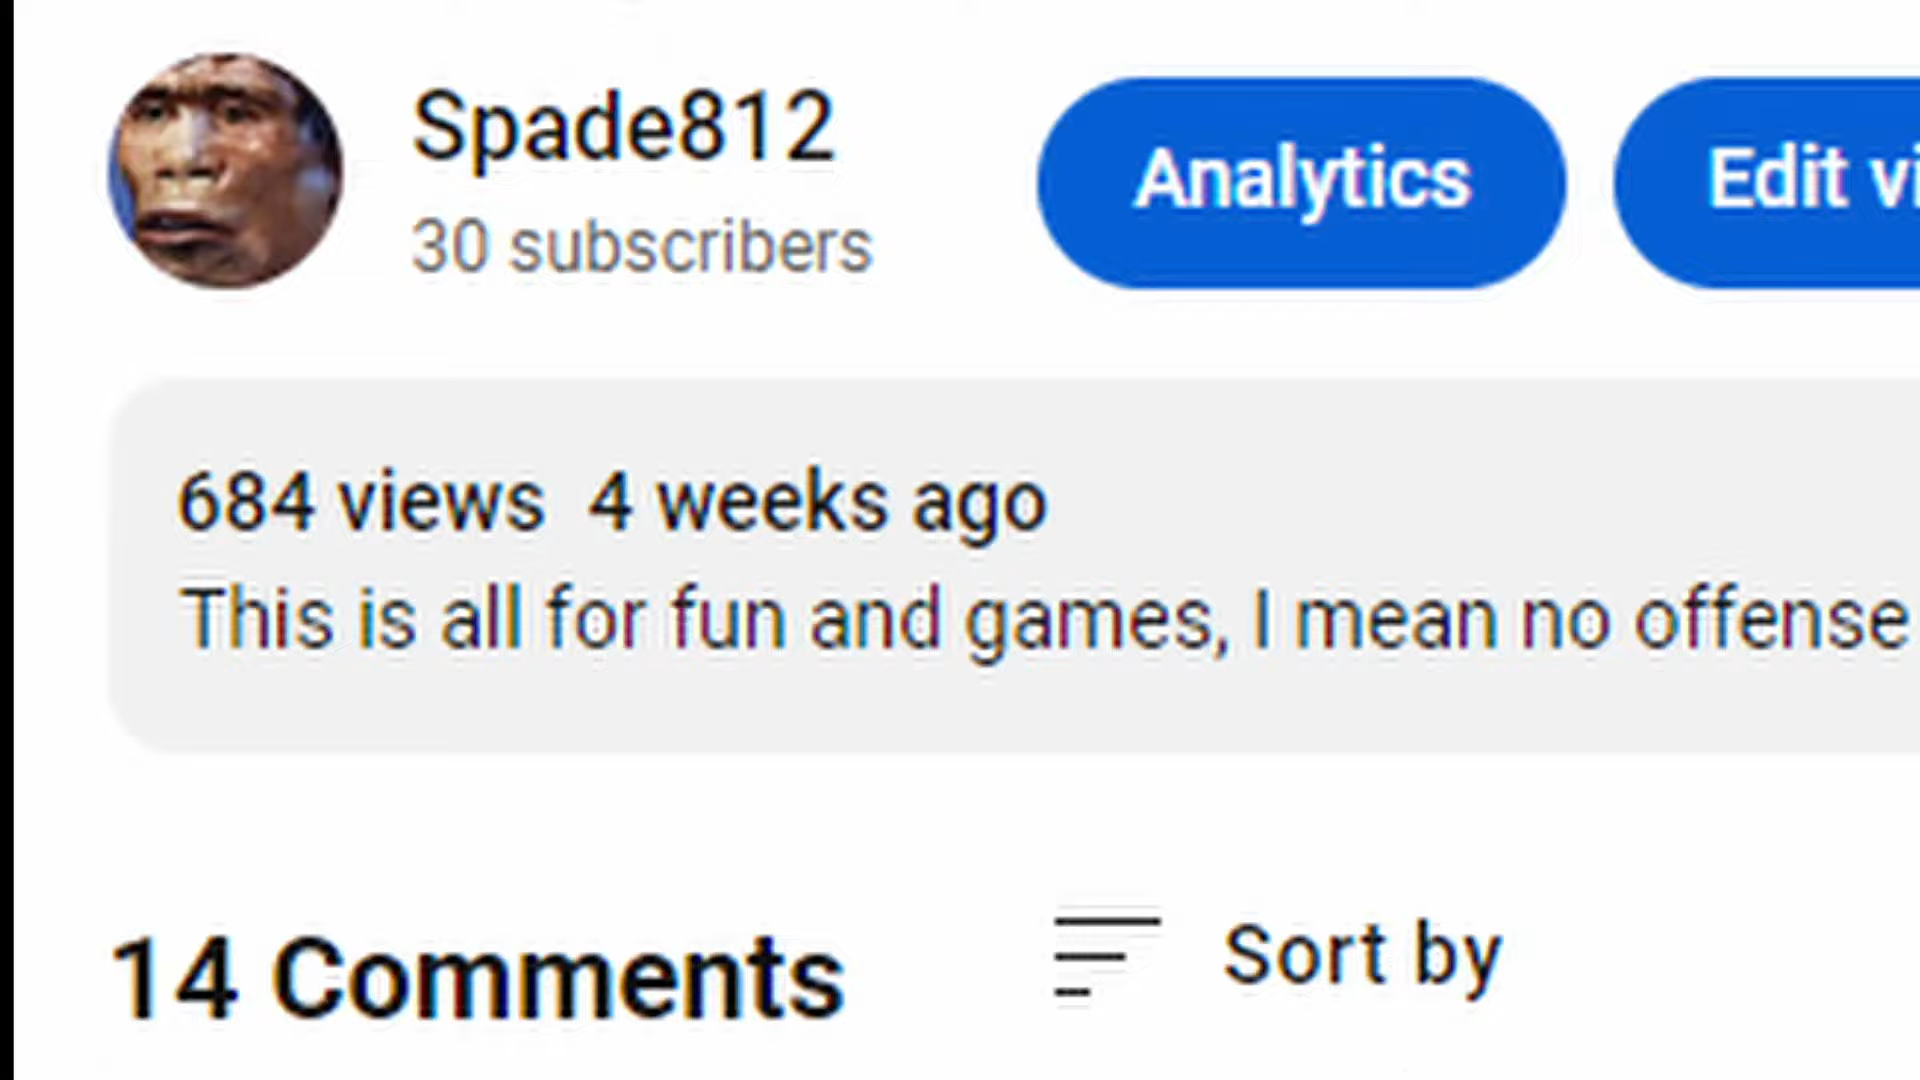 Spade812
30 subscribers
Analytics
Edit vi
684 views 4 weeks ago
This is all for fun and games, I mean no offense
14 Comments
Sort by